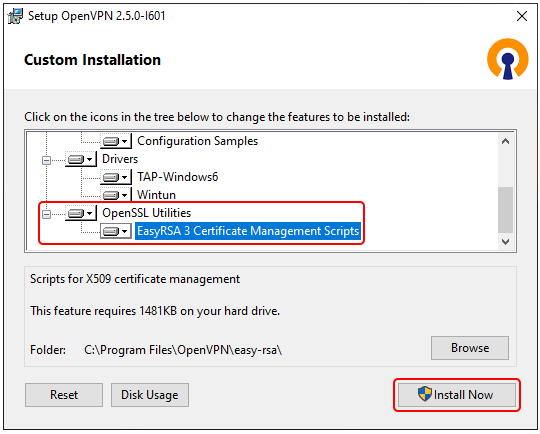 Setup OpenVPN 2.5.0-I601
Custom Installation
Click on the icons in the tree below to change the features to be installed:
Configuration Samples
Drivers
TAP-Windows6
Wintun
OpenSSL Utilities
EasyRSA 3 Certificate Management Scripts
Scripts for X509 certificate management
This feature requires 1481KB on your hard drive.
Folder: C:\Program Files\OpenVPN\easy-rsa\
Browse
Reset Disk Usage Install Now